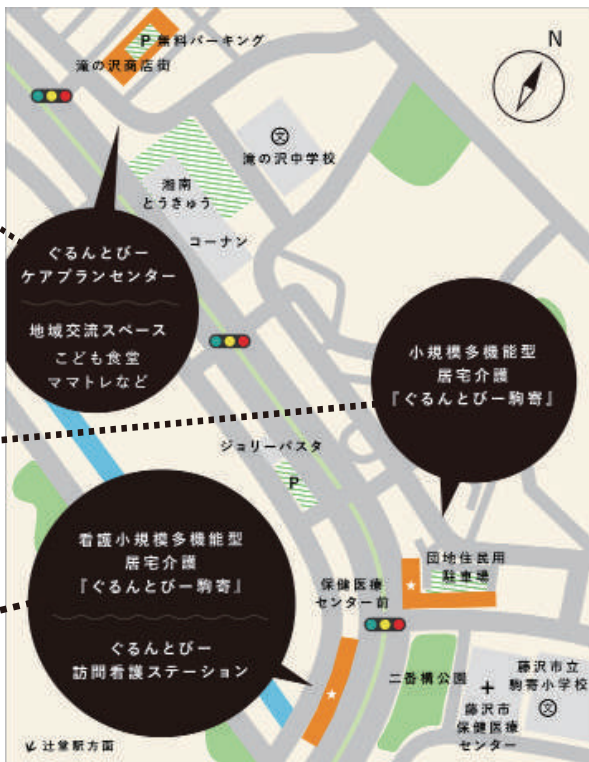 N
P 無料パーキング
滝の沢商店街
文
滝の沢中学校
湘南
とうきゅう
コーナン
ぐるんとびー
ケアプランセンター
地域交流スペース
こども食堂
ママトレなど
小規模多機能型
居宅介護
『ぐるんとびー駒寄』
ジョリーパスタ
P
看護小規模多機能型
居宅介護
『ぐるんとびー駒寄』
ぐるんとびー
訪問看護ステーション
団地住民用
駐車場
保健医療
センター前
二番構公園
藤沢市立
駒寄小学校
文
藤沢市
保健医療
センター
辻堂駅方面